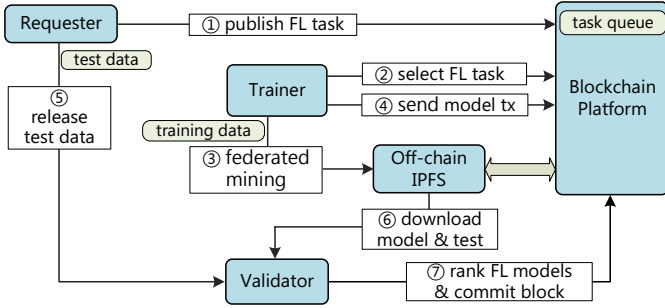 Requester
① publish FL task
task queue
test data
② select FL task
Trainer
⑤
release
test data
④ send model tx
Blockchain
Platform
training data
③ federated
mining
Off-chain
IPFS
⑥ download
model & test
Validator
⑦ rank FL models
& commit block